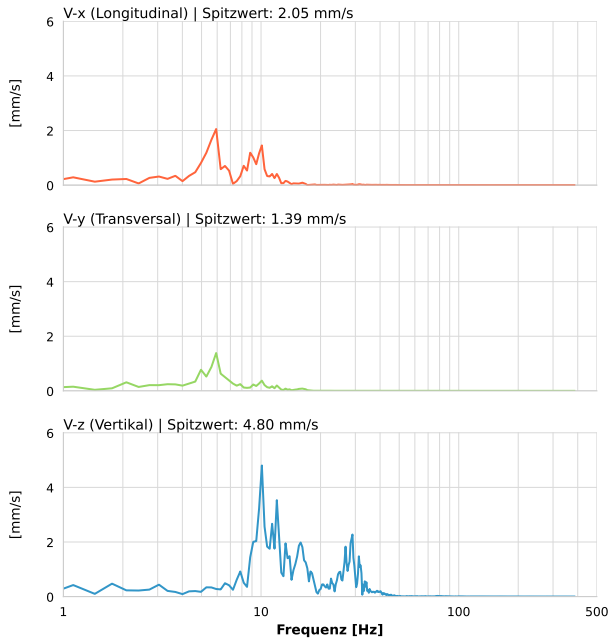 V-x (Longitudinal) | Spitzwert: 2.05 mm/s
6
4
2
0
[mm/s]
V-y (Transversal) | Spitzwert: 1.39 mm/s
6
4
2
0
[mm/s]
V-z (Vertikal) | Spitzwert: 4.80 mm/s
6
4
2
0
[mm/s]
1 10 100 500
Frequenz [Hz]